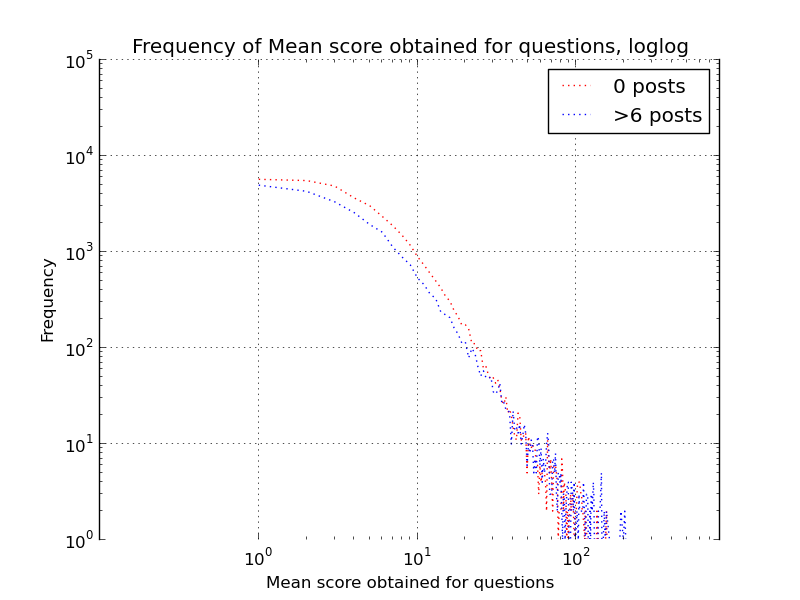 Frequency of Mean score obtained for questions, loglog
0 posts
>6 posts
10^5
10^4
10^3
10^2
10^1
10^0
Frequency
10^0 10^1 10^2
Mean score obtained for questions